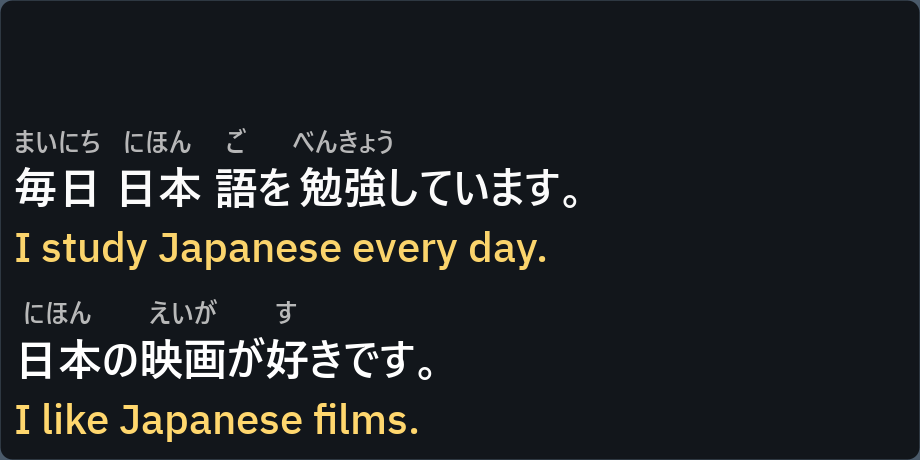 まいにち にほん ご べんきょう
毎日 日本 語を 勉強しています。
I study Japanese every day.
にほん えいが す
日本の映画が好きです。
I like Japanese films.